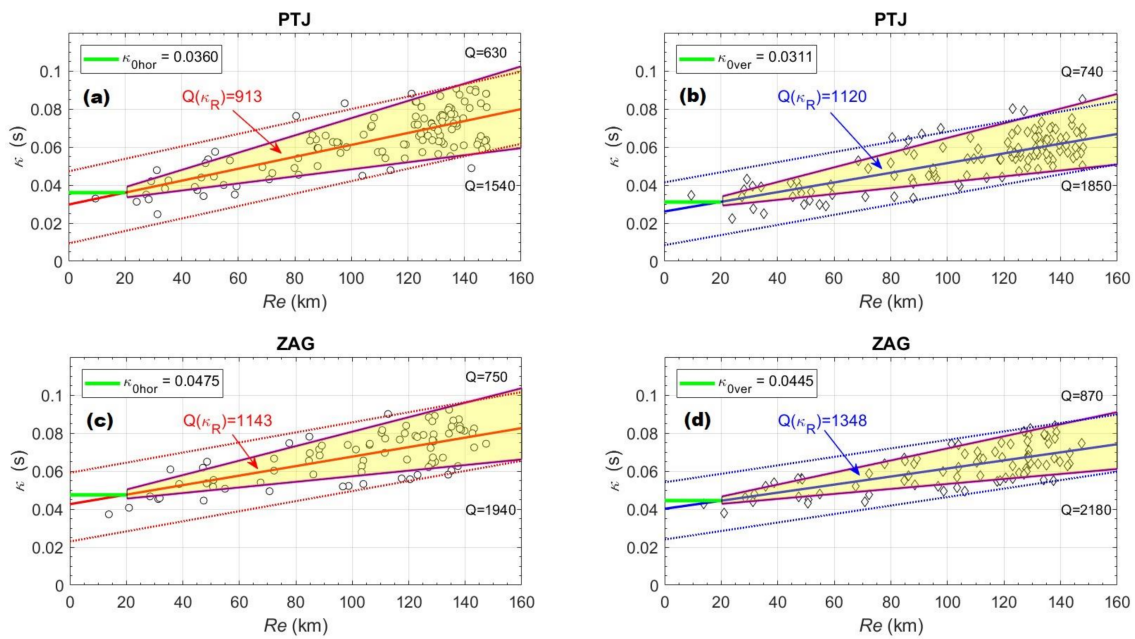 PTJ
κ0hor = 0.0360
Q=630
(a)
Q(κR)=913
Q=1540
0.1
0.08
0.06
0.04
0.02
0
κ (s)
0 20 40 60 80 100 120 140 160
Re (km)
PTJ
κ0ver = 0.0311
Q=740
(b)
Q(κR)=1120
Q=1850
0.1
0.08
0.06
0.04
0.02
0
κ (s)
0 20 40 60 80 100 120 140 160
Re (km)
ZAG
κ0hor = 0.0475
Q=750
(c)
Q(κR)=1143
Q=1940
0.1
0.08
0.06
0.04
0.02
0
κ (s)
0 20 40 60 80 100 120 140 160
Re (km)
ZAG
κ0ver = 0.0445
Q=870
(d)
Q(κR)=1348
Q=2180
0.1
0.08
0.06
0.04
0.02
0
κ (s)
0 20 40 60 80 100 120 140 160
Re (km)